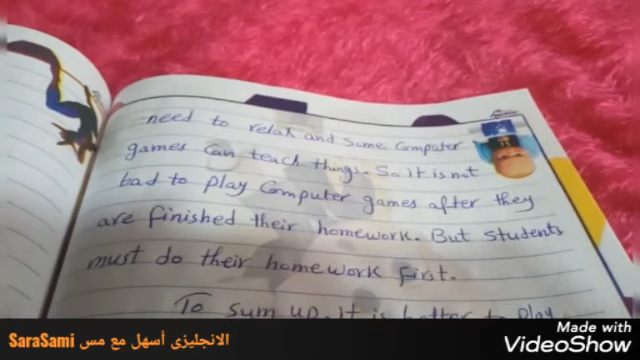 need to relax and some Computer
games can teach things. So it is not
bad to play Computer games after they
are finished their homework. But students
must do their homework first.
To sum up, It is better to play
الانجليزى أسهل مع مس SaraSami
Made with
VideoShow